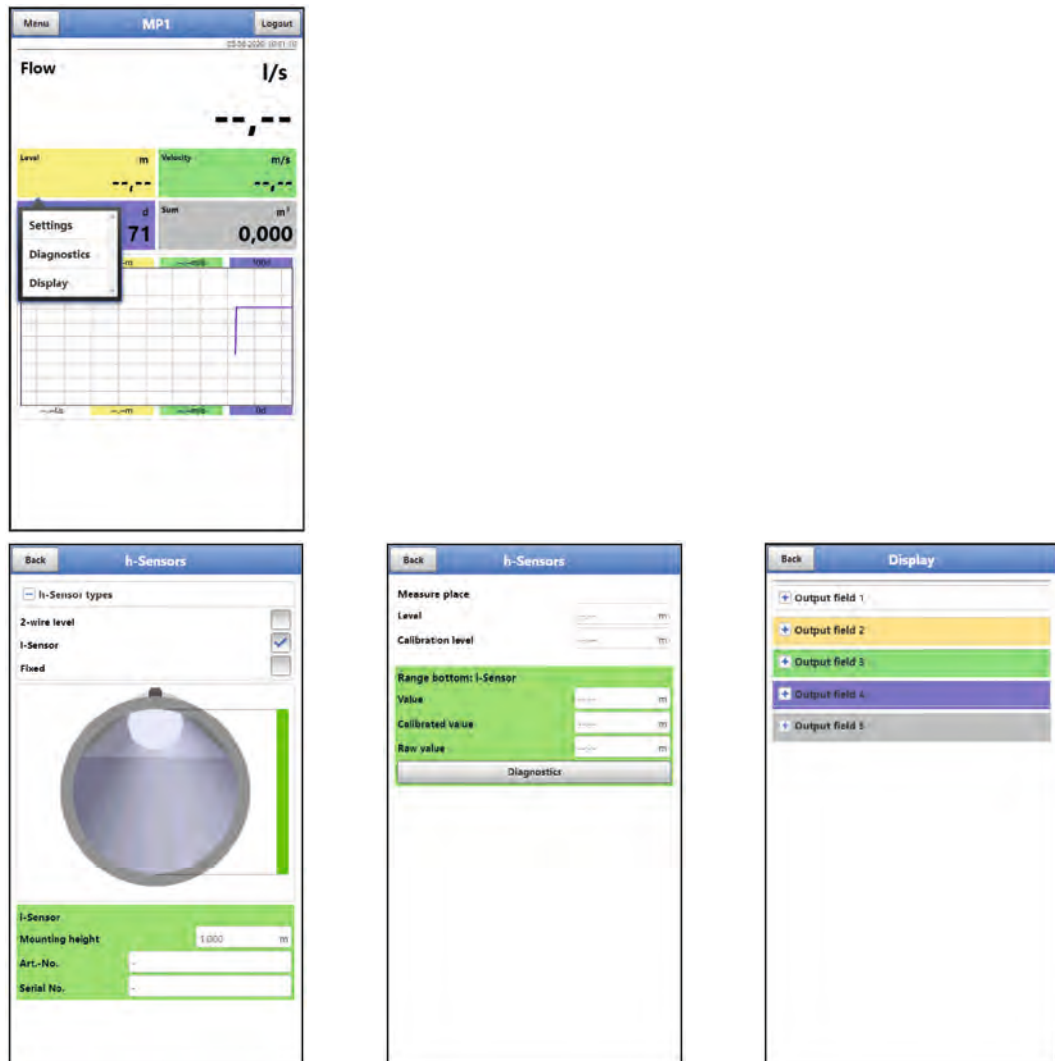 Menu MP1 Logout
Flow l/s
--,--
Level m Velocity m/s
--,-- --,--
d Sum m³
71 0,000
Settings
Diagnostics
Display
100d
--,--m --,--m/s 0d
Back h-Sensors
h-Sensor types
2-wire level
i-Sensor
Fixed
i-Sensor
Mounting height 1.000 m
Art.-No. -
Serial No. -
Back h-Sensors
Measure place
Level --,-- m
Calibration level --,-- m
Range bottom: i-Sensor
Value --,-- m
Calibrated value --,-- m
Raw value --,-- m
Diagnostics
Back Display
Output field 1
Output field 2
Output field 3
Output field 4
Output field 5